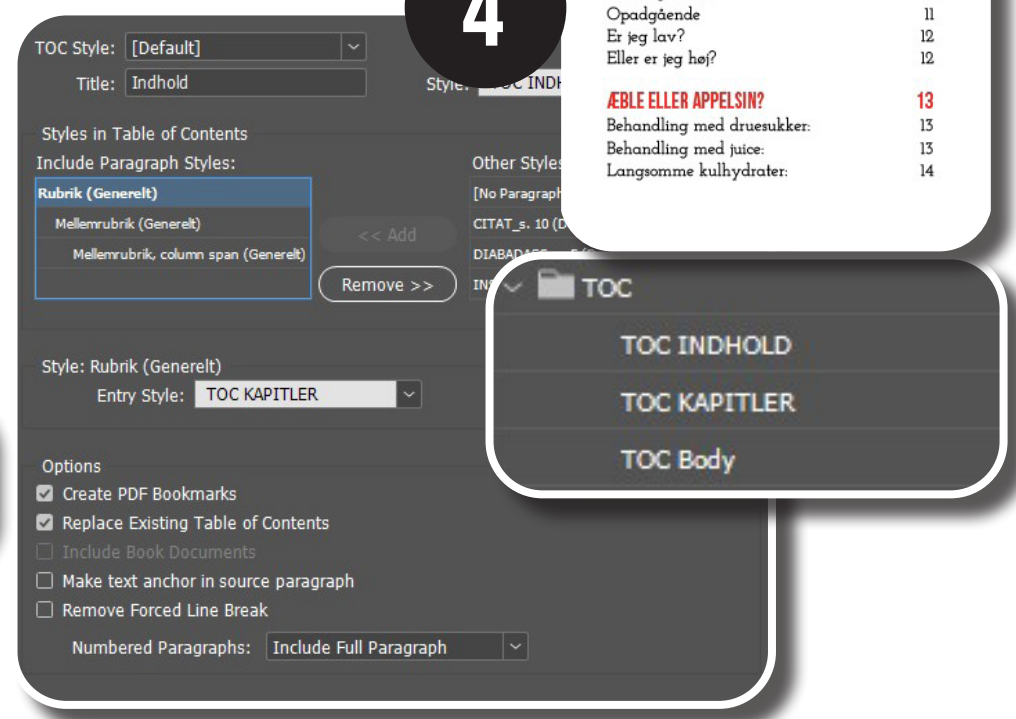 4
Opadgående 11
Er jeg lav? 12
Eller er jeg høj? 12
ÆBLE ELLER APPELSIN? 13
Behandling med druesukker: 13
Behandling med juice: 13
Langsomme kulhydrater: 14
TOC Style: [Default]
Title: Indhold Style:
Styles in Table of Contents
Include Paragraph Styles: Other Styles
Rubrik (Generelt) [No Paragraph
Mellemrubrik (Generelt) << Add CITAT_s. 10 (D
Mellemrubrik, column span (Generelt)
Remove >>
TOC
TOC INDHOLD
TOC KAPITLER
TOC Body
Style: Rubrik (Generelt)
Entry Style: TOC KAPITLER
Options
Create PDF Bookmarks
Replace Existing Table of Contents
Include Book Documents
Make text anchor in source paragraph
Remove Forced Line Break
Numbered Paragraphs: Include Full Paragraph